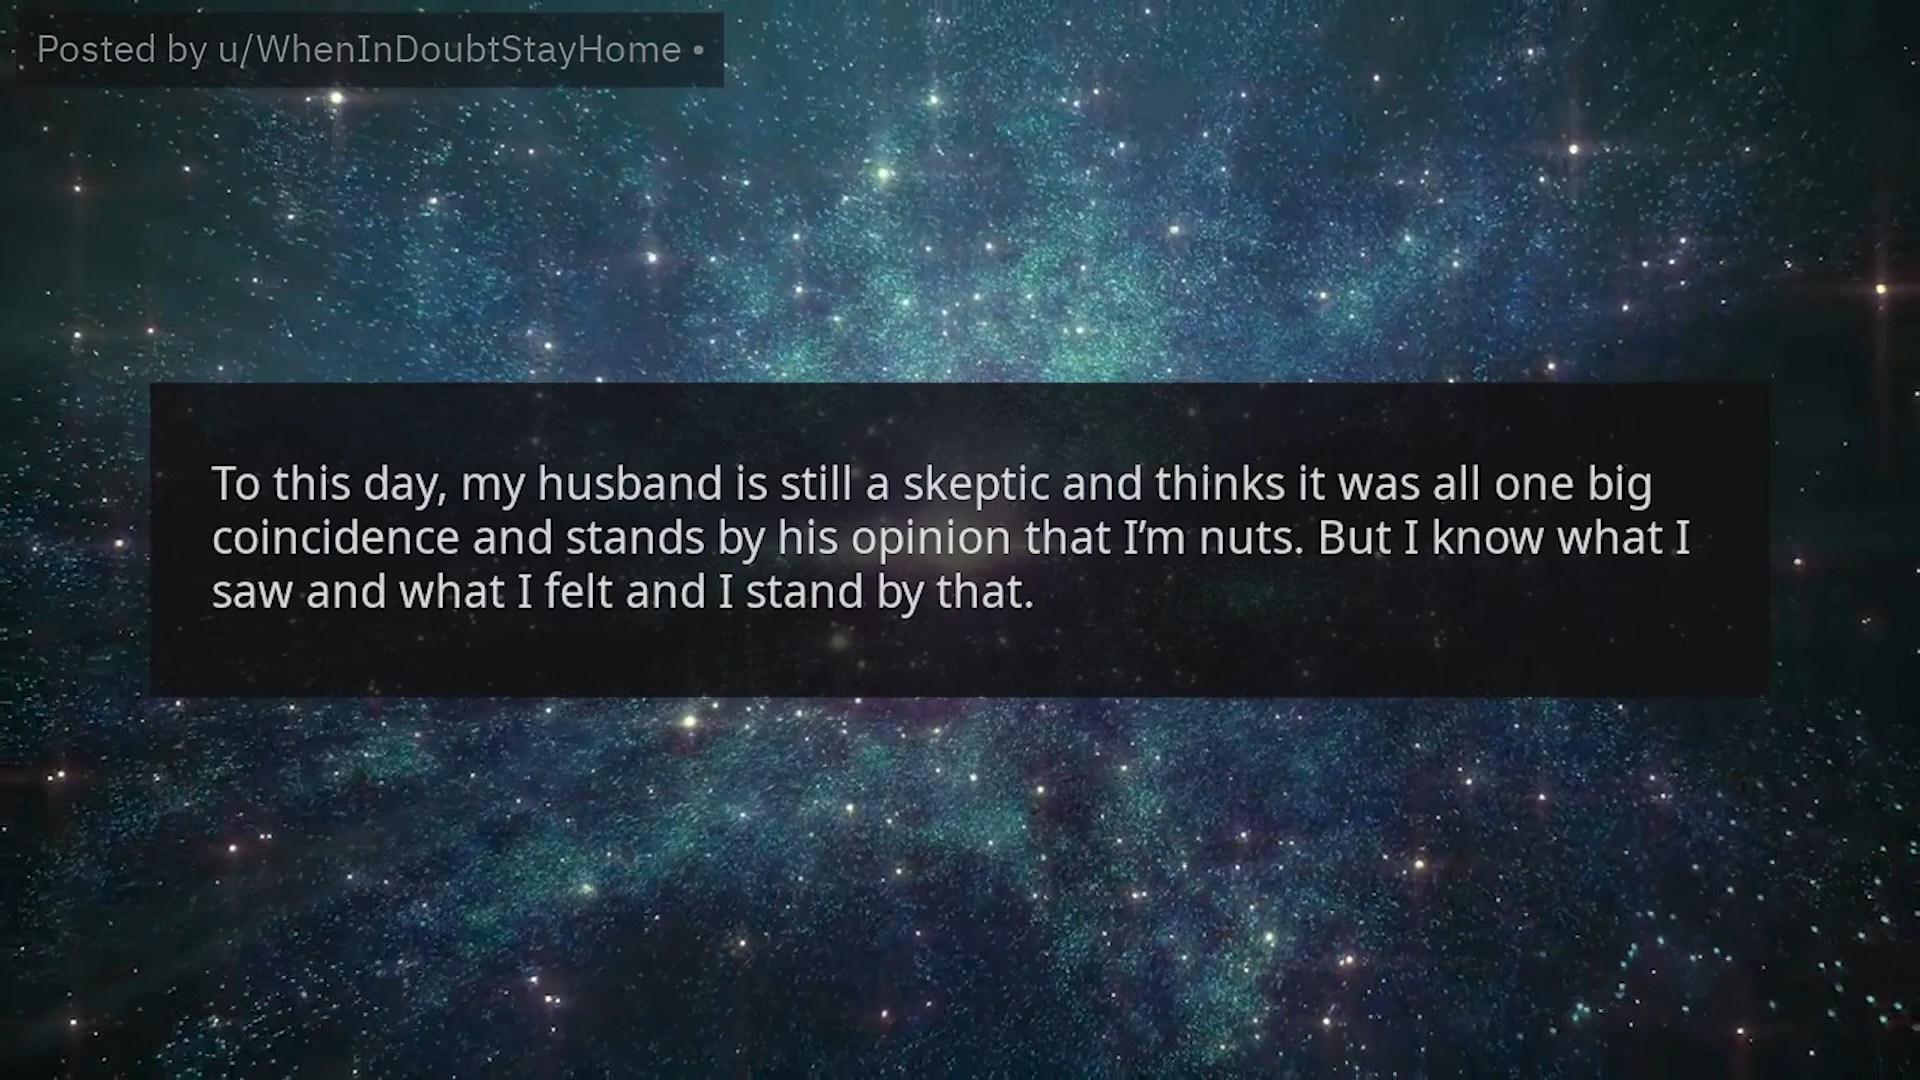 Posted by u/WhenInDoubtStayHome •
To this day, my husband is still a skeptic and thinks it was all one big
coincidence and stands by his opinion that I’m nuts. But I know what I
saw and what I felt and I stand by that.